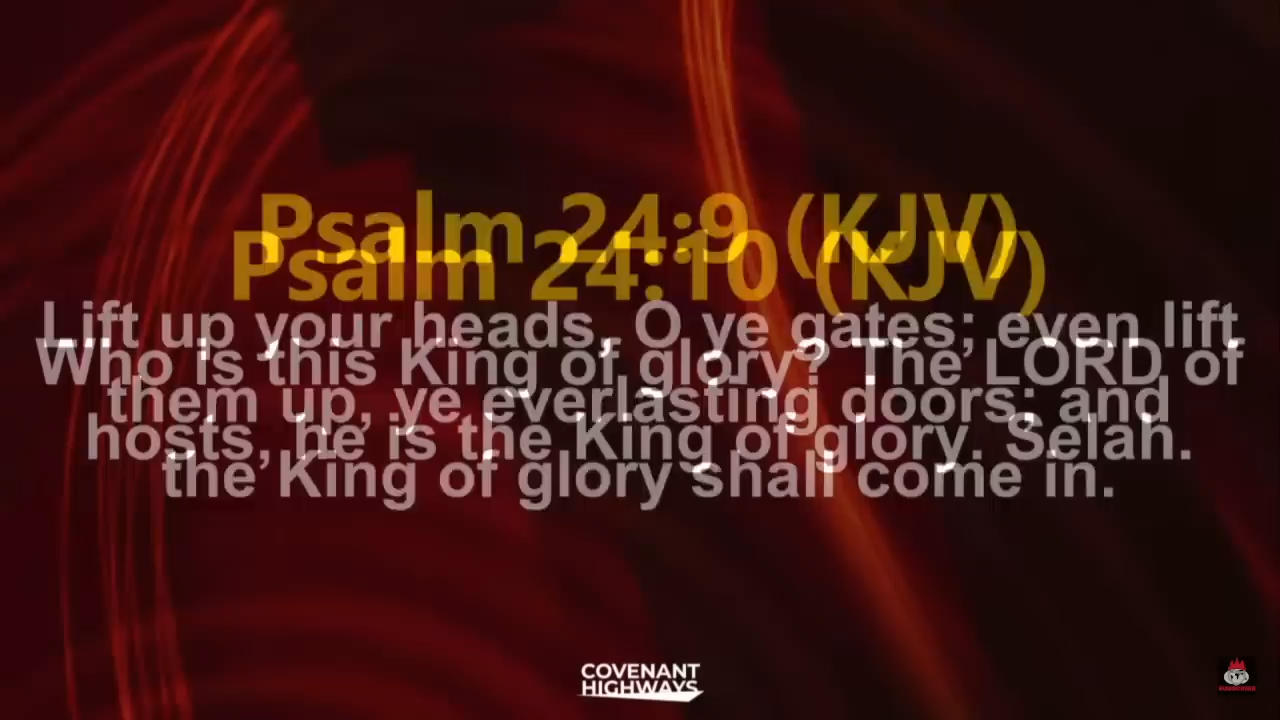 Psalm 24:9 (KJV)
Psalm 24:10 (KJV)
Lift up your heads, O ye gates; even lift
Who is this King of glory? The LORD of
them up, ye everlasting doors; and
hosts, he is the King of glory. Selah.
the King of glory shall come in.
COVENANT
HIGHWAYS